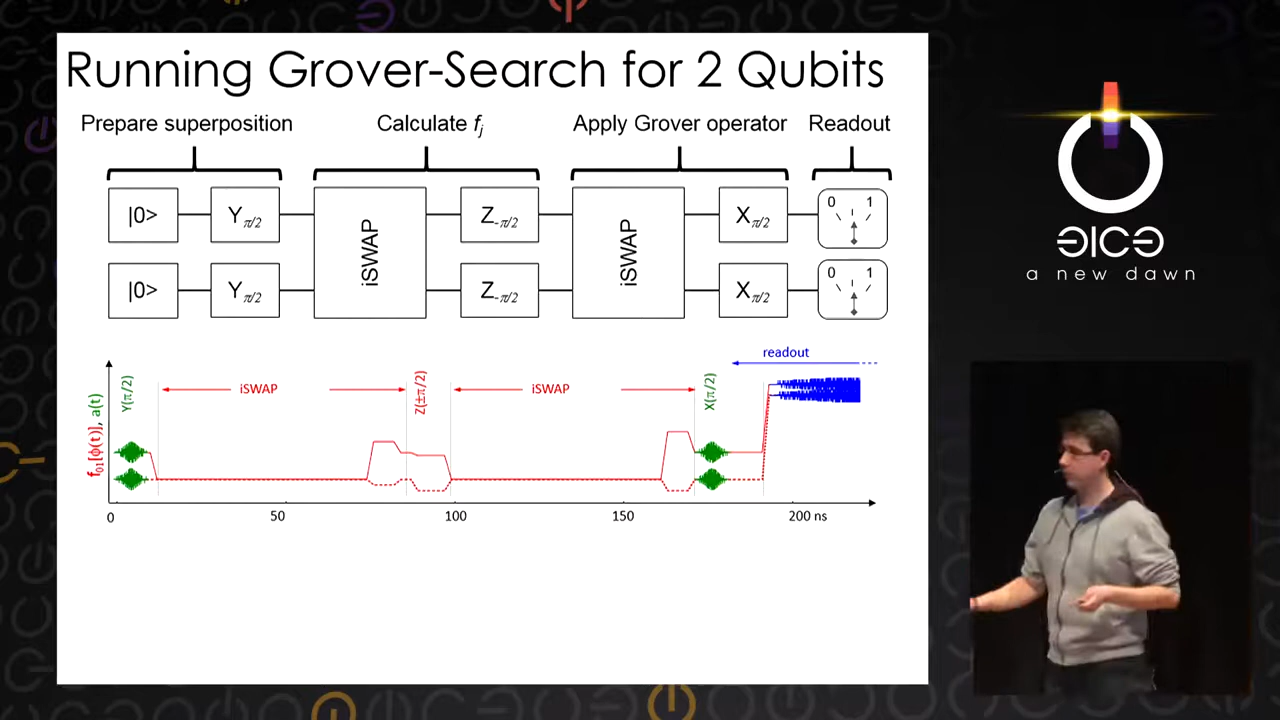 Running Grover-Search for 2 Qubits
Prepare superposition
Calculate fj
Apply Grover operator
Readout
|0>
Yπ/2
iSWAP
Z-π/2
iSWAP
Xπ/2
0 1
|0>
Yπ/2
Z-π/2
Xπ/2
0 1
readout
f01[ϕ(t)], a(t)
Y(π/2)
iSWAP
Z(±π/2)
iSWAP
X(π/2)
0
50
100
150
200 ns
ƎICE
a new dawn